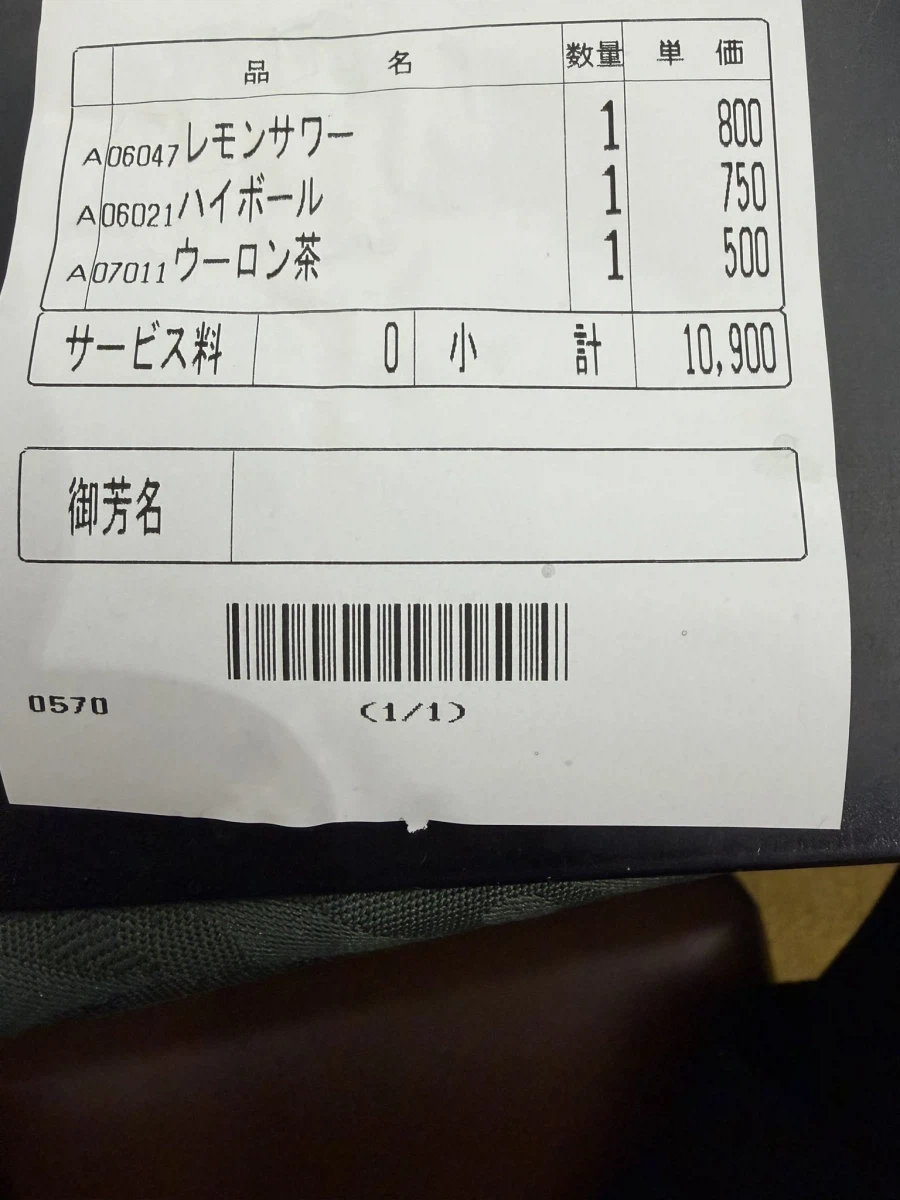 品 名 数量 単 価
A06047レモンサワー 1 800
A06021ハイボール 1 750
A07011ウーロン茶 1 500
サービス料 0 小 計 10,900
御芳名
0570 (1/1)